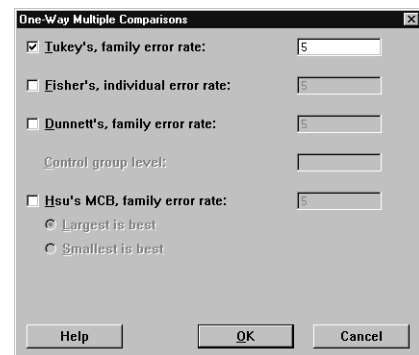 One-Way Multiple Comparisons
Tukey's, family error rate: 5
Fisher's, individual error rate: 5
Dunnett's, family error rate: 5
Control group level:
Hsu's MCB, family error rate: 5
Largest is best
Smallest is best
Help OK Cancel